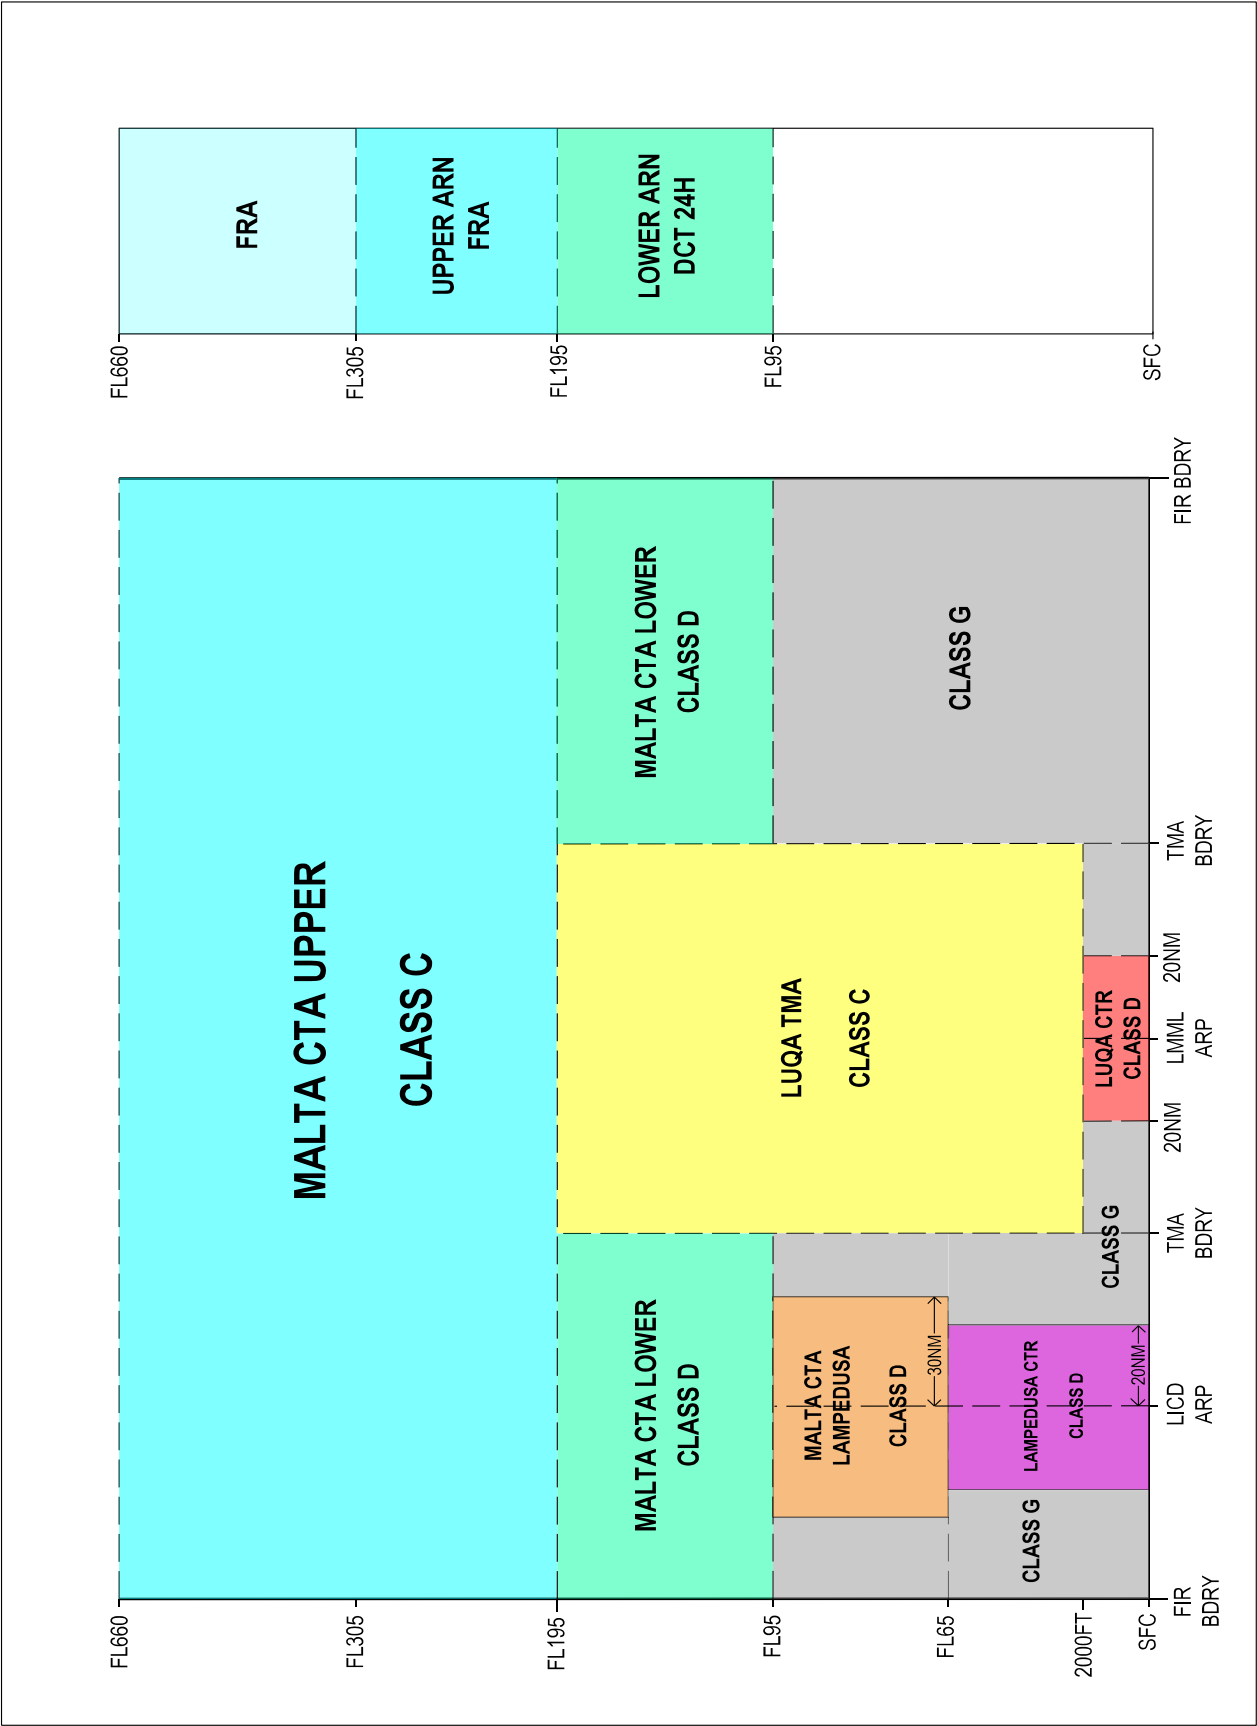 FL660
FL305
FL195
FL95
FL65
2000FT
SFC
MALTA CTA UPPER
CLASS C
MALTA CTA LOWER
CLASS D
LUQA TMA
CLASS C
MALTA CTA LOWER
CLASS D
MALTA CTA
LAMPEDUSA
CLASS D
30NM
LAMPEDUSA CTR
CLASS D
20NM
CLASS G
CLASS G
LUQA CTR
CLASS D
CLASS G
FIR
BDRY
LICD
ARP
TMA
BDRY
20NM
LMML
ARP
20NM
TMA
BDRY
FIR BDRY
FL660
FL305
FL195
FL95
SFC
FRA
UPPER ARN
FRA
LOWER ARN
DCT 24H